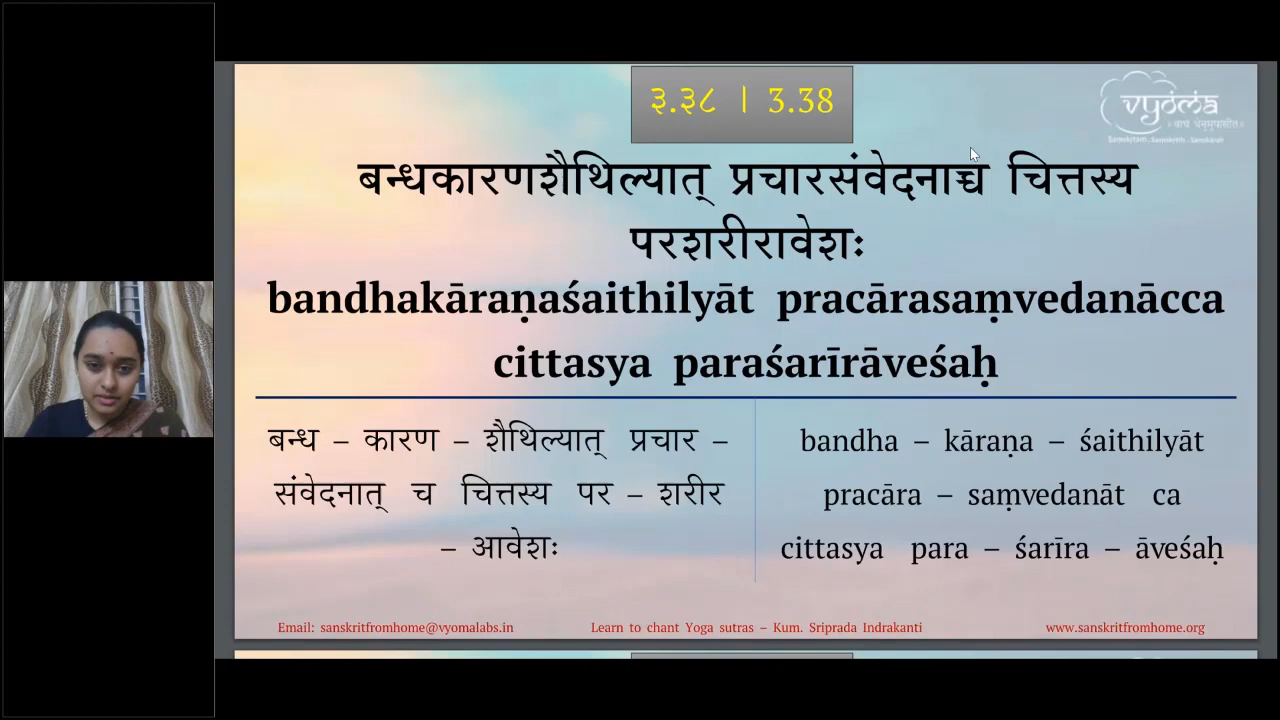 ३.३८ । 3.38
vyoma
बन्धकारणशैथिल्यात् प्रचारसंवेदनाच्च चित्तस्य
परशरीरावेशः
bandhakāraṇaśaithilyāt pracārasaṃvedanācca
cittasya paraśarīrāveśaḥ
बन्ध – कारण – शैथिल्यात् प्रचार –
संवेदनात् च चित्तस्य पर – शरीर
– आवेशः
bandha – kāraṇa – śaithilyāt
pracāra – saṃvedanāt ca
cittasya para – śarīra – āveśaḥ
Email: sanskritfromhome@vyomalabs.in Learn to chant Yoga sutras – Kum. Sriprada Indrakanti www.sanskritfromhome.org